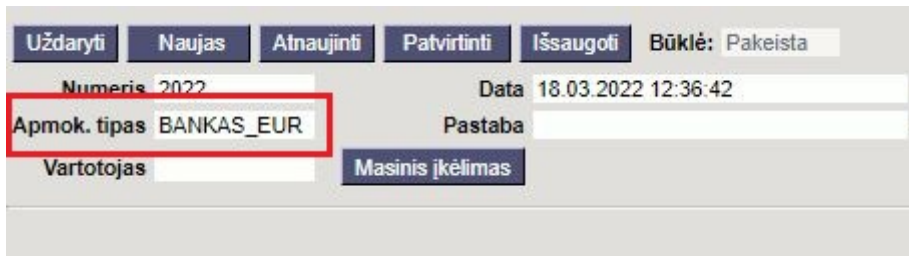 Uždaryti Naujas Atnaujinti Patvirtinti Išsaugoti Būklė: Pakeista
Numeris 2022 Data 18.03.2022 12:36:42
Apmok. tipas BANKAS_EUR Pastaba
Vartotojas Masinis įkėlimas